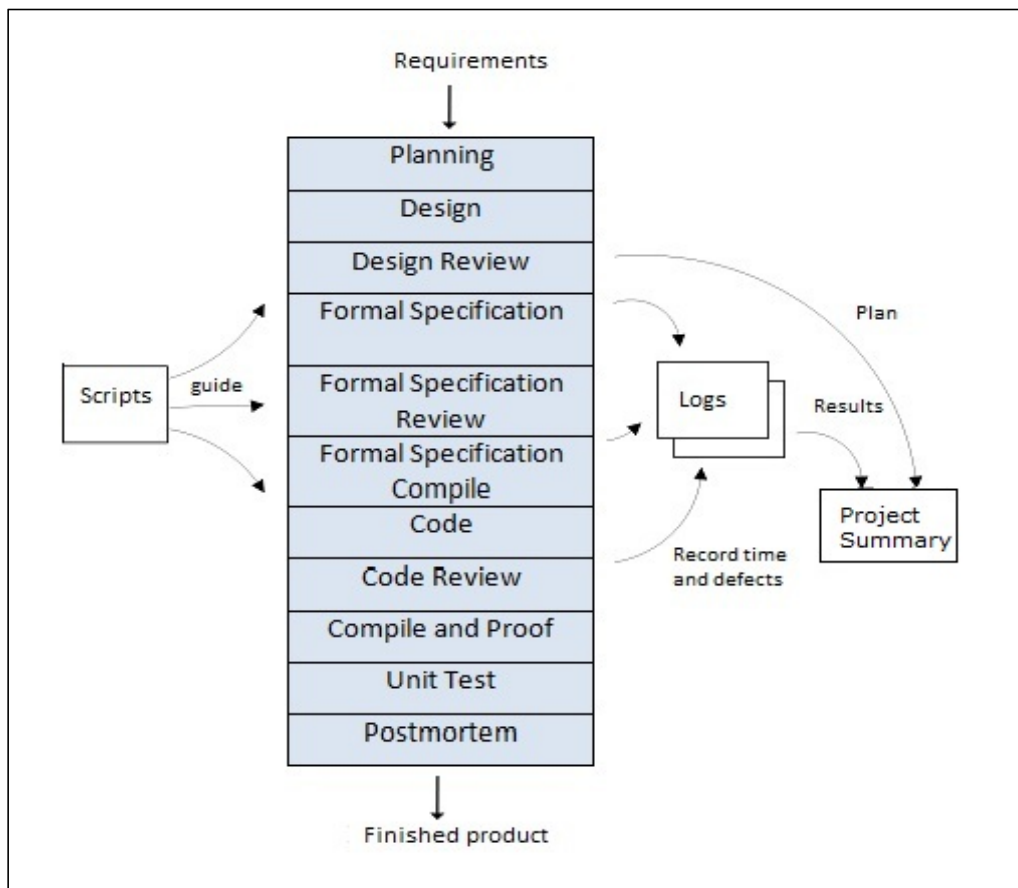 Requirements
Planning
Design
Design Review
Formal Specification
Formal Specification
Review
Formal Specification
Compile
Code
Code Review
Compile and Proof
Unit Test
Postmortem
Finished product
Scripts
guide
Logs
Plan
Results
Record time
and defects
Project
Summary